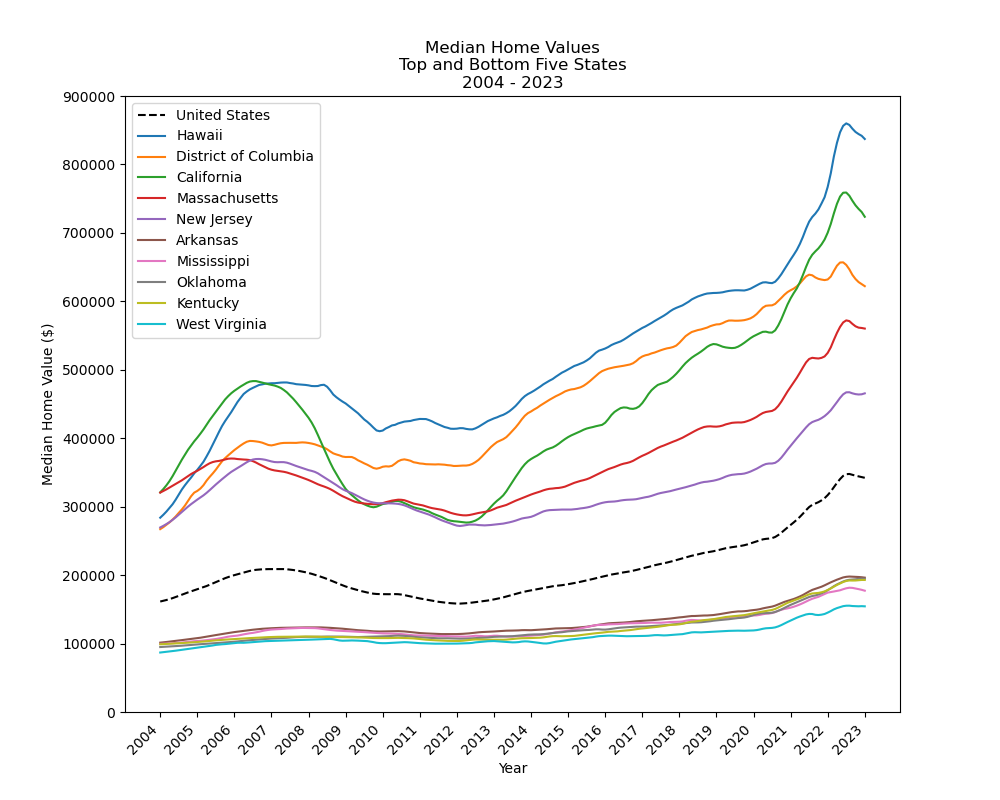 Median Home Values
Top and Bottom Five States
2004 - 2023
Median Home Value ($)
900000
800000
700000
600000
500000
400000
300000
200000
100000
0
United States
Hawaii
District of Columbia
California
Massachusetts
New Jersey
Arkansas
Mississippi
Oklahoma
Kentucky
West Virginia
2004 2005 2006 2007 2008 2009 2010 2011 2012 2013 2014 2015 2016 2017 2018 2019 2020 2021 2022 2023
Year